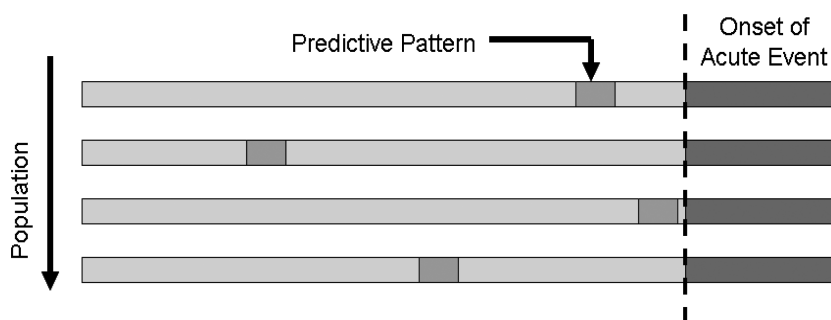 Predictive Pattern
Onset of
Acute Event
Population